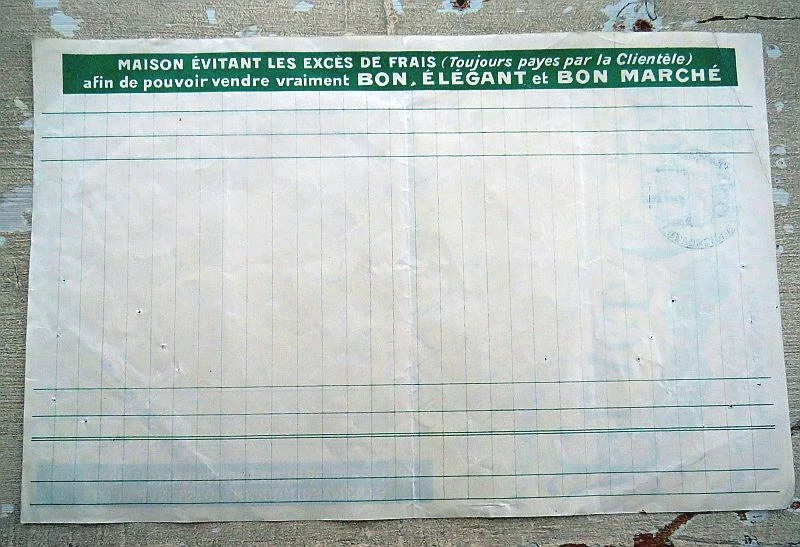 MAISON ÉVITANT LES EXCÈS DE FRAIS (Toujours payes par la Clientèle)
afin de pouvoir vendre vraiment BON, ÉLÉGANT et BON MARCHÉ